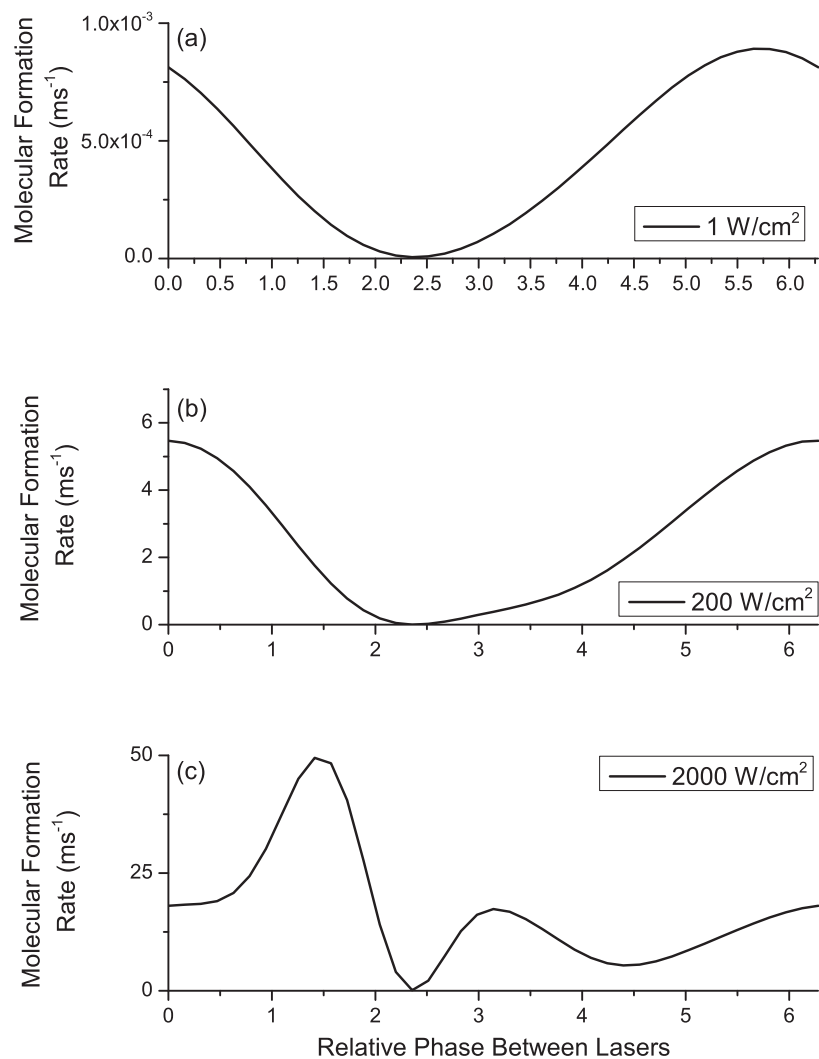 (a)
Molecular Formation
Rate (ms⁻¹)
1.0x10⁻³
5.0x10⁻⁴
0.0
1 W/cm²
0.0 0.5 1.0 1.5 2.0 2.5 3.0 3.5 4.0 4.5 5.0 5.5 6.0
(b)
Molecular Formation
Rate (ms⁻¹)
6
4
2
0
200 W/cm²
0 1 2 3 4 5 6
(c)
Molecular Formation
Rate (ms⁻¹)
50
25
0
2000 W/cm²
0 1 2 3 4 5 6
Relative Phase Between Lasers